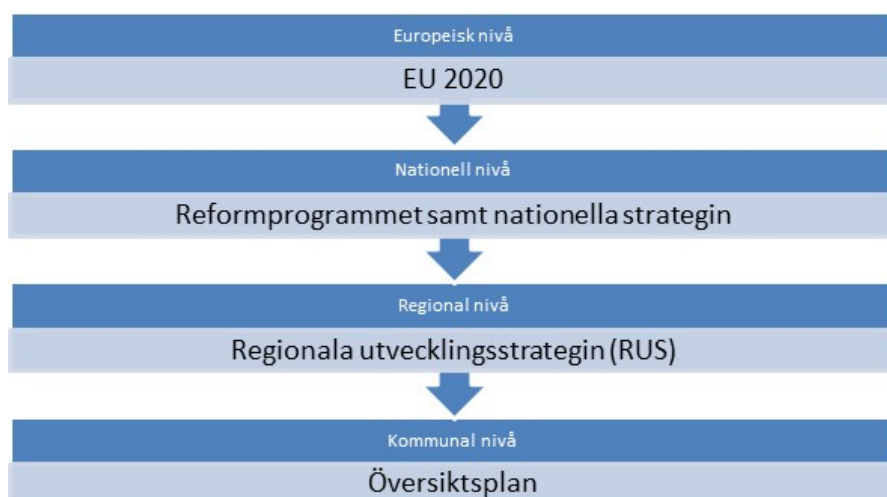 Europeisk nivå
EU 2020
Nationell nivå
Reformprogrammet samt nationella strategin
Regional nivå
Regionala utvecklingsstrategin (RUS)
Kommunal nivå
Översiktsplan